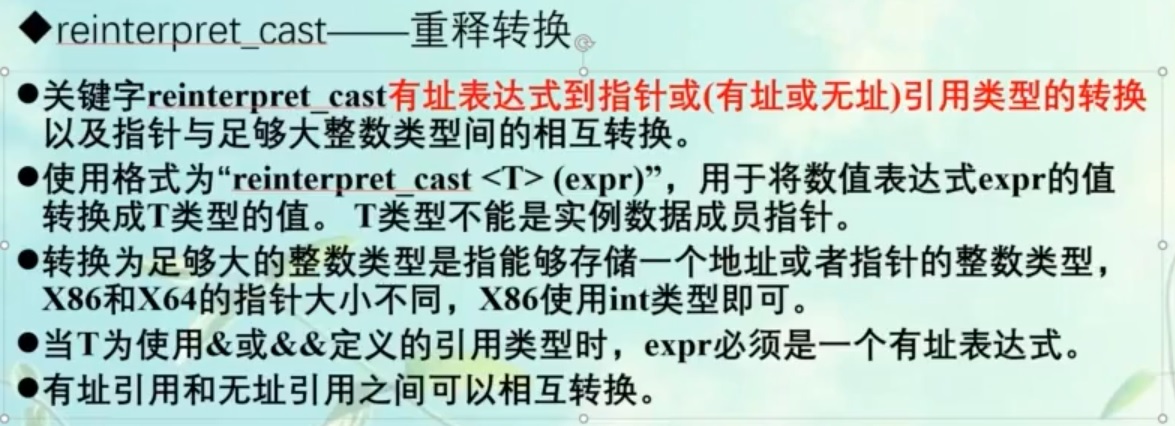 ◆reinterpret_cast——重释转换
●关键字reinterpret_cast有址表达式到指针或(有址或无址)引用类型的转换
以及指针与足够大整数类型间的相互转换。
●使用格式为“reinterpret_cast <T> (expr)”，用于将数值表达式expr的值
转换成T类型的值。 T类型不能是实例数据成员指针。
●转换为足够大的整数类型是指能够存储一个地址或者指针的整数类型，
X86和X64的指针大小不同，X86使用int类型即可。
●当T为使用&或&&定义的引用类型时，expr必须是一个有址表达式。
●有址引用和无址引用之间可以相互转换。